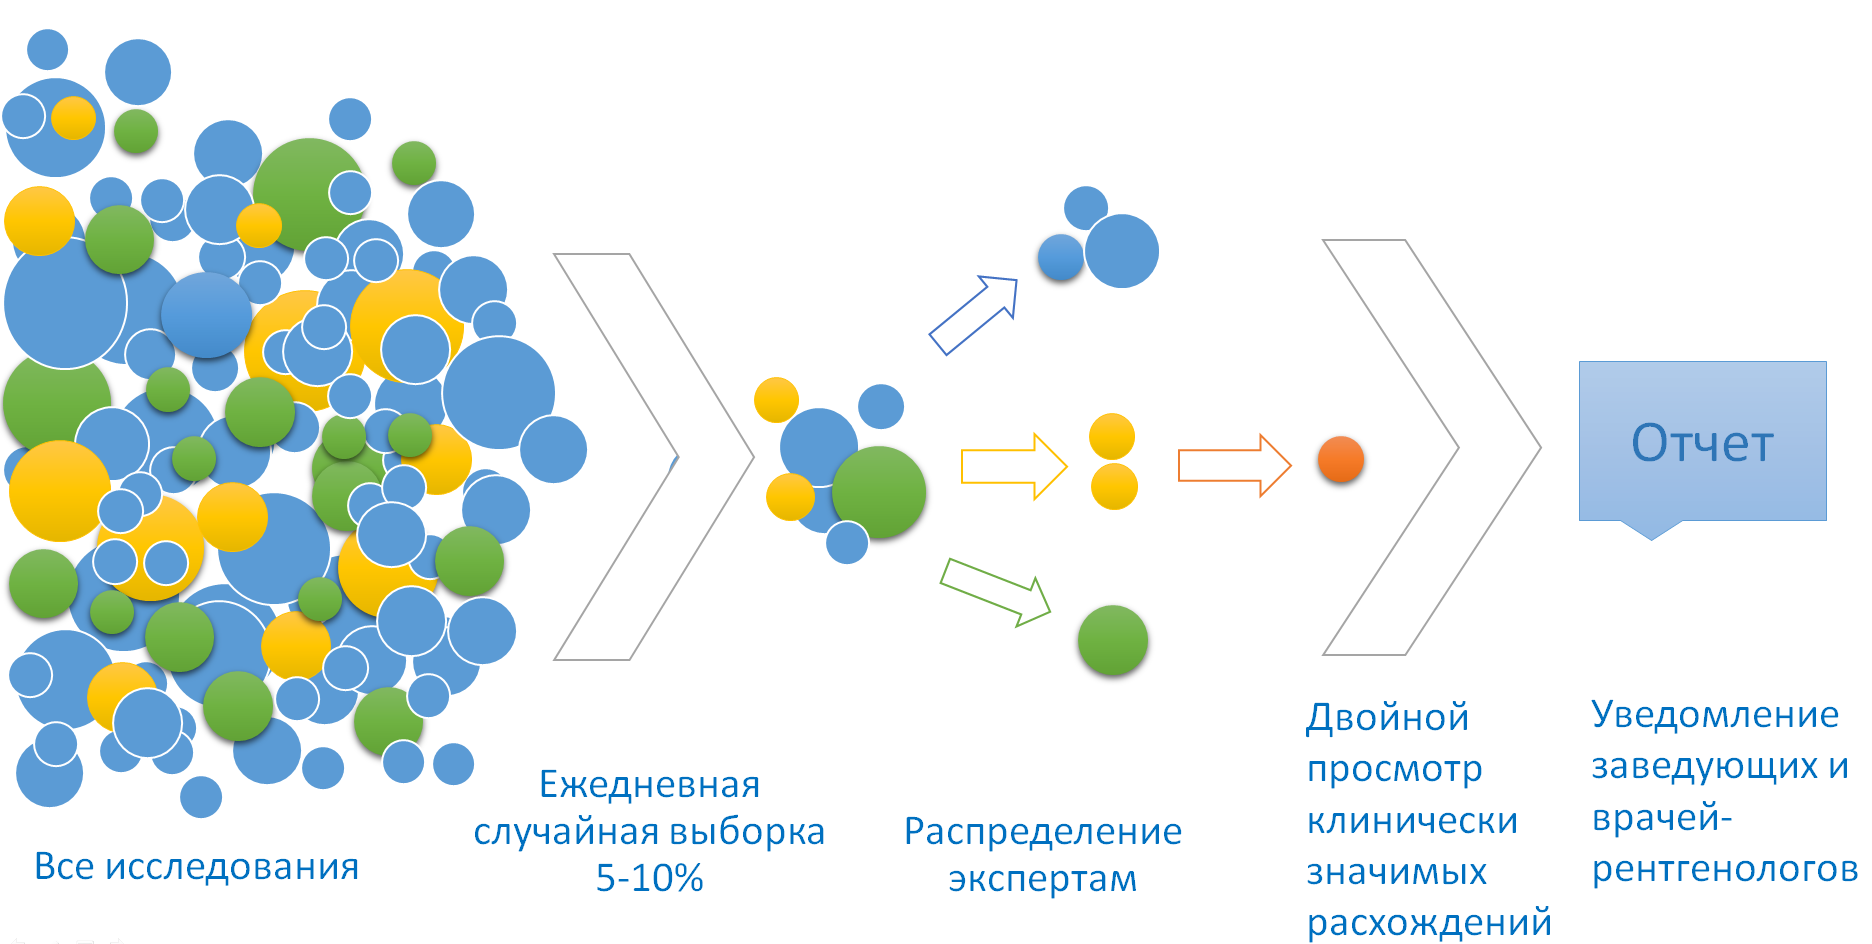 Отчет
Все исследования
Ежедневная
случайная выборка
5-10%
Распределение
экспертам
Двойной
просмотр
клинически
значимых
расхождений
Уведомление
заведующих и
врачей-
рентгенологов